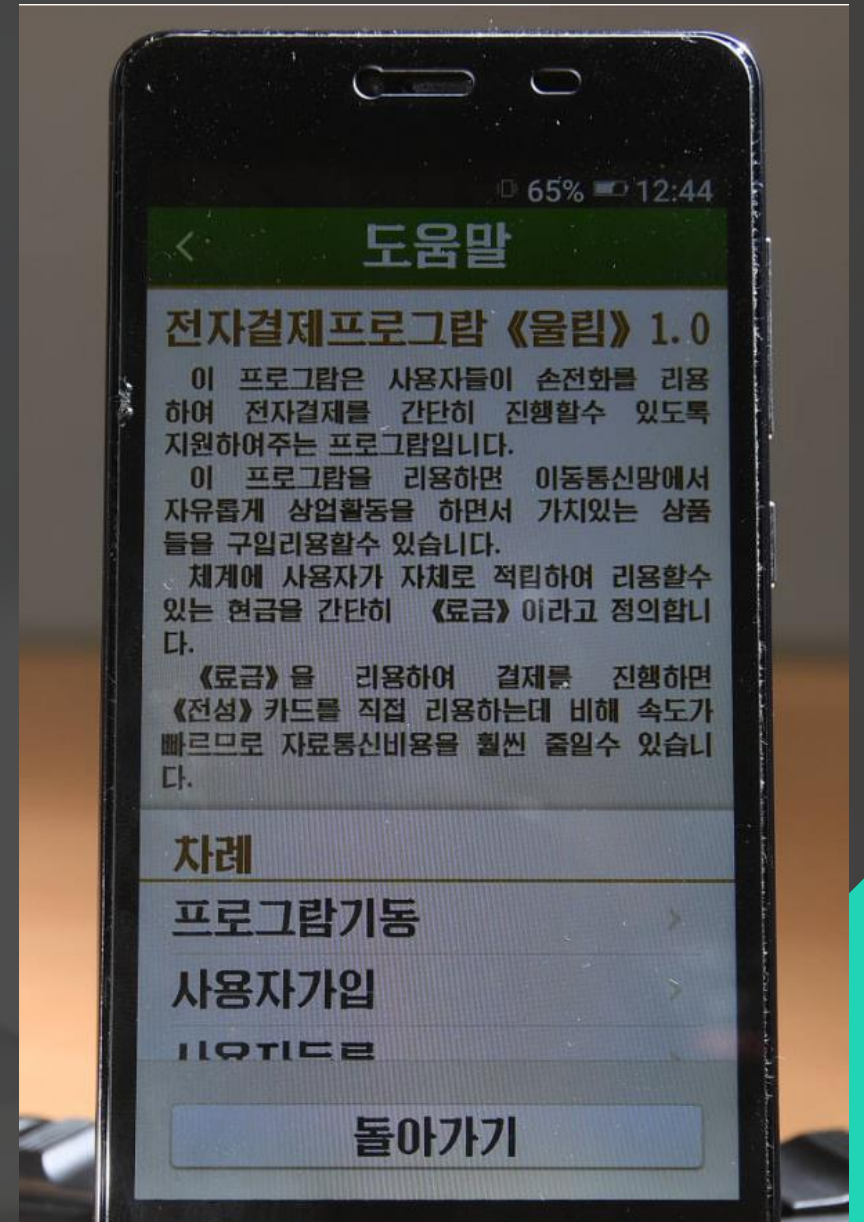 65% 12:44
도움말
전자결제프로그람 《울림》 1.0
이 프로그람은 사용자들이 손전화를 리용
하여 전자결제를 간단히 진행할수 있도록
지원하여주는 프로그람입니다.
이 프로그람을 리용하면 이동통신망에서
자유롭게 상업활동을 하면서 가치있는 상품
들을 구입리용할수 있습니다.
체계에 사용자가 자체로 적립하여 리용할수
있는 현금을 간단히 《료금》이라고 정의합니
다.
《료금》을 리용하여 결제를 진행하면
《전성》카드를 직접 리용하는데 비해 속도가
빠르므로 자료통신비용을 훨씬 줄일수 있습니
다.
차례
프로그람기동
사용자가입
돌아가기